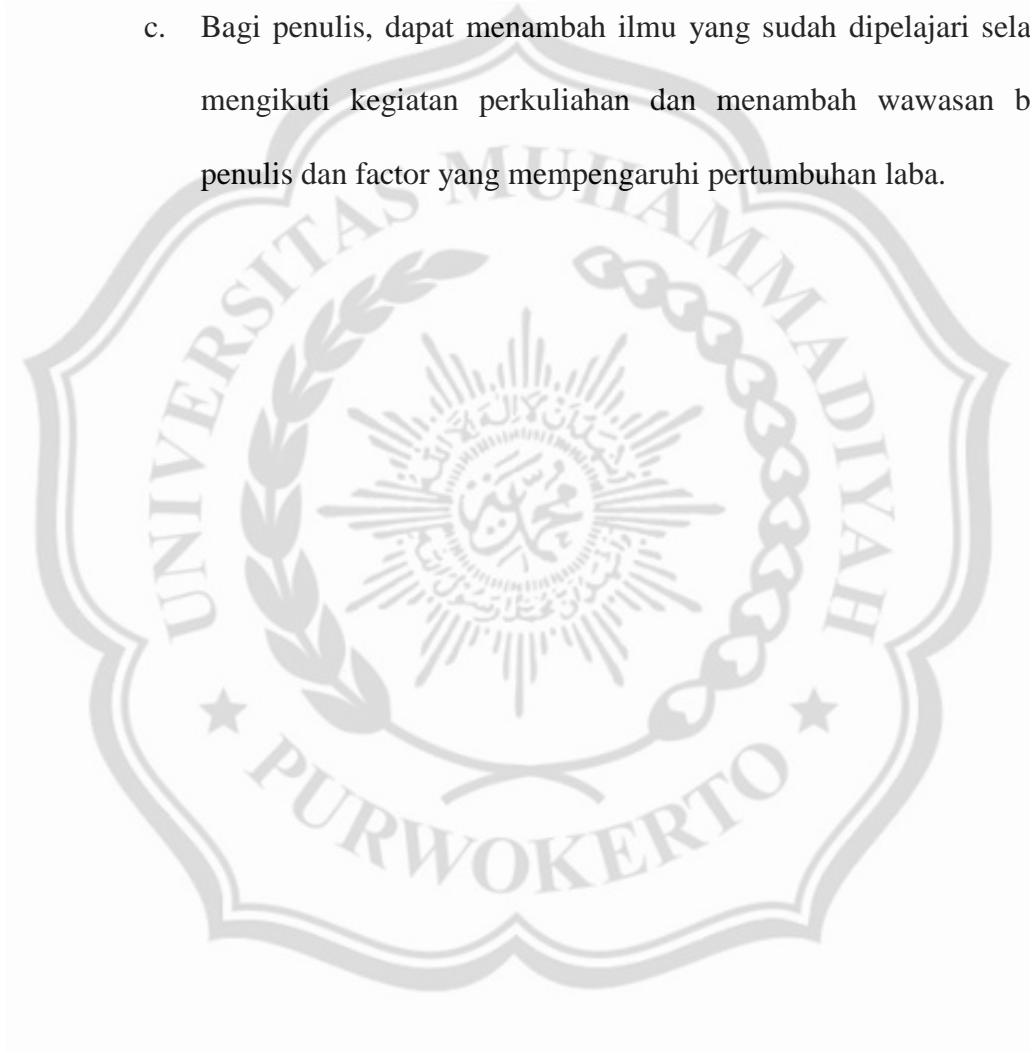 c. Bagi penulis, dapat menambah ilmu yang sudah dipelajari sela
mengikuti kegiatan perkuliahan dan menambah wawasan b
penulis dan factor yang mempengaruhi pertumbuhan laba.
UNIVERSITAS MUHAMMADIYAH
PURWOKERTO